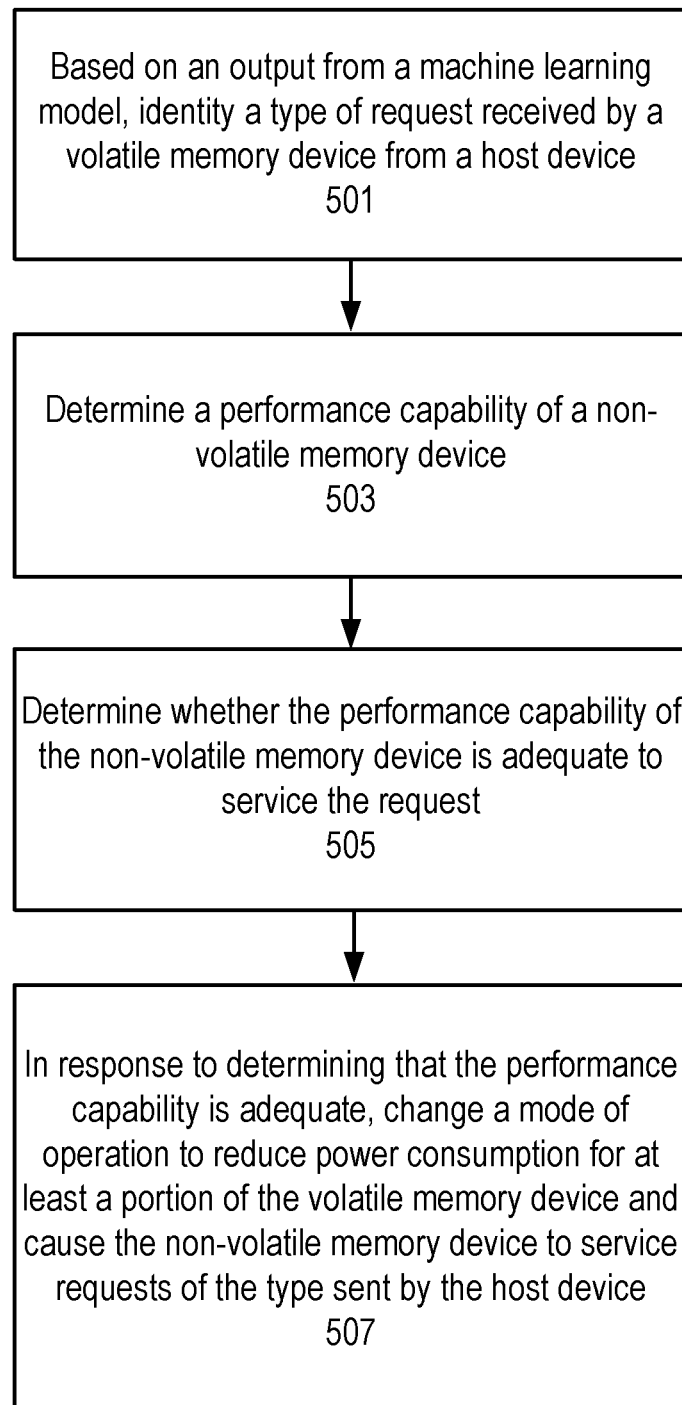 Based on an output from a machine learning
model, identity a type of request received by a
volatile memory device from a host device
501
Determine a performance capability of a non-
volatile memory device
503
Determine whether the performance capability of
the non-volatile memory device is adequate to
service the request
505
In response to determining that the performance
capability is adequate, change a mode of
operation to reduce power consumption for at
least a portion of the volatile memory device and
cause the non-volatile memory device to service
requests of the type sent by the host device
507